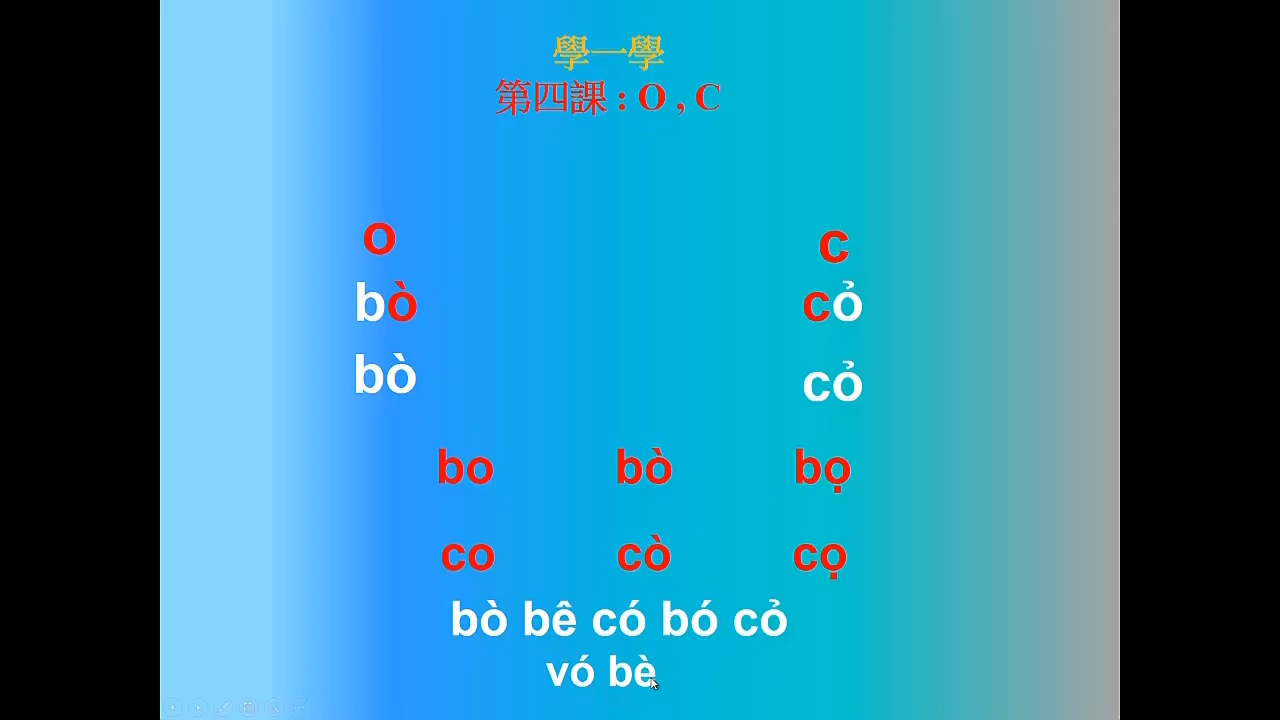 學一學
第四課 : O , C
o c
bò cỏ
bò cỏ
bo bò bọ
co cò cọ
bò bê có bó cỏ
vó bè